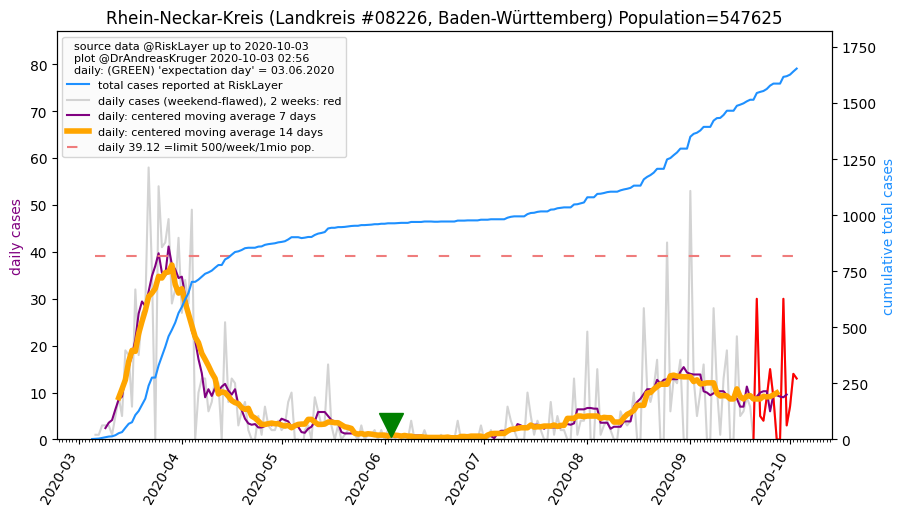 Rhein-Neckar-Kreis (Landkreis #08226, Baden-Württemberg) Population=547625
source data @RiskLayer up to 2020-10-03
plot @DrAndreasKruger 2020-10-03 02:56
daily: (GREEN) 'expectation day' = 03.06.2020
total cases reported at RiskLayer
daily cases (weekend-flawed), 2 weeks: red
daily: centered moving average 7 days
daily: centered moving average 14 days
daily 39.12 =limit 500/week/1mio pop.
daily cases
80
70
60
50
40
30
20
10
0
cumulative total cases
1750
1500
1250
1000
750
500
250
0
2020-03
2020-04
2020-05
2020-06
2020-07
2020-08
2020-09
2020-10